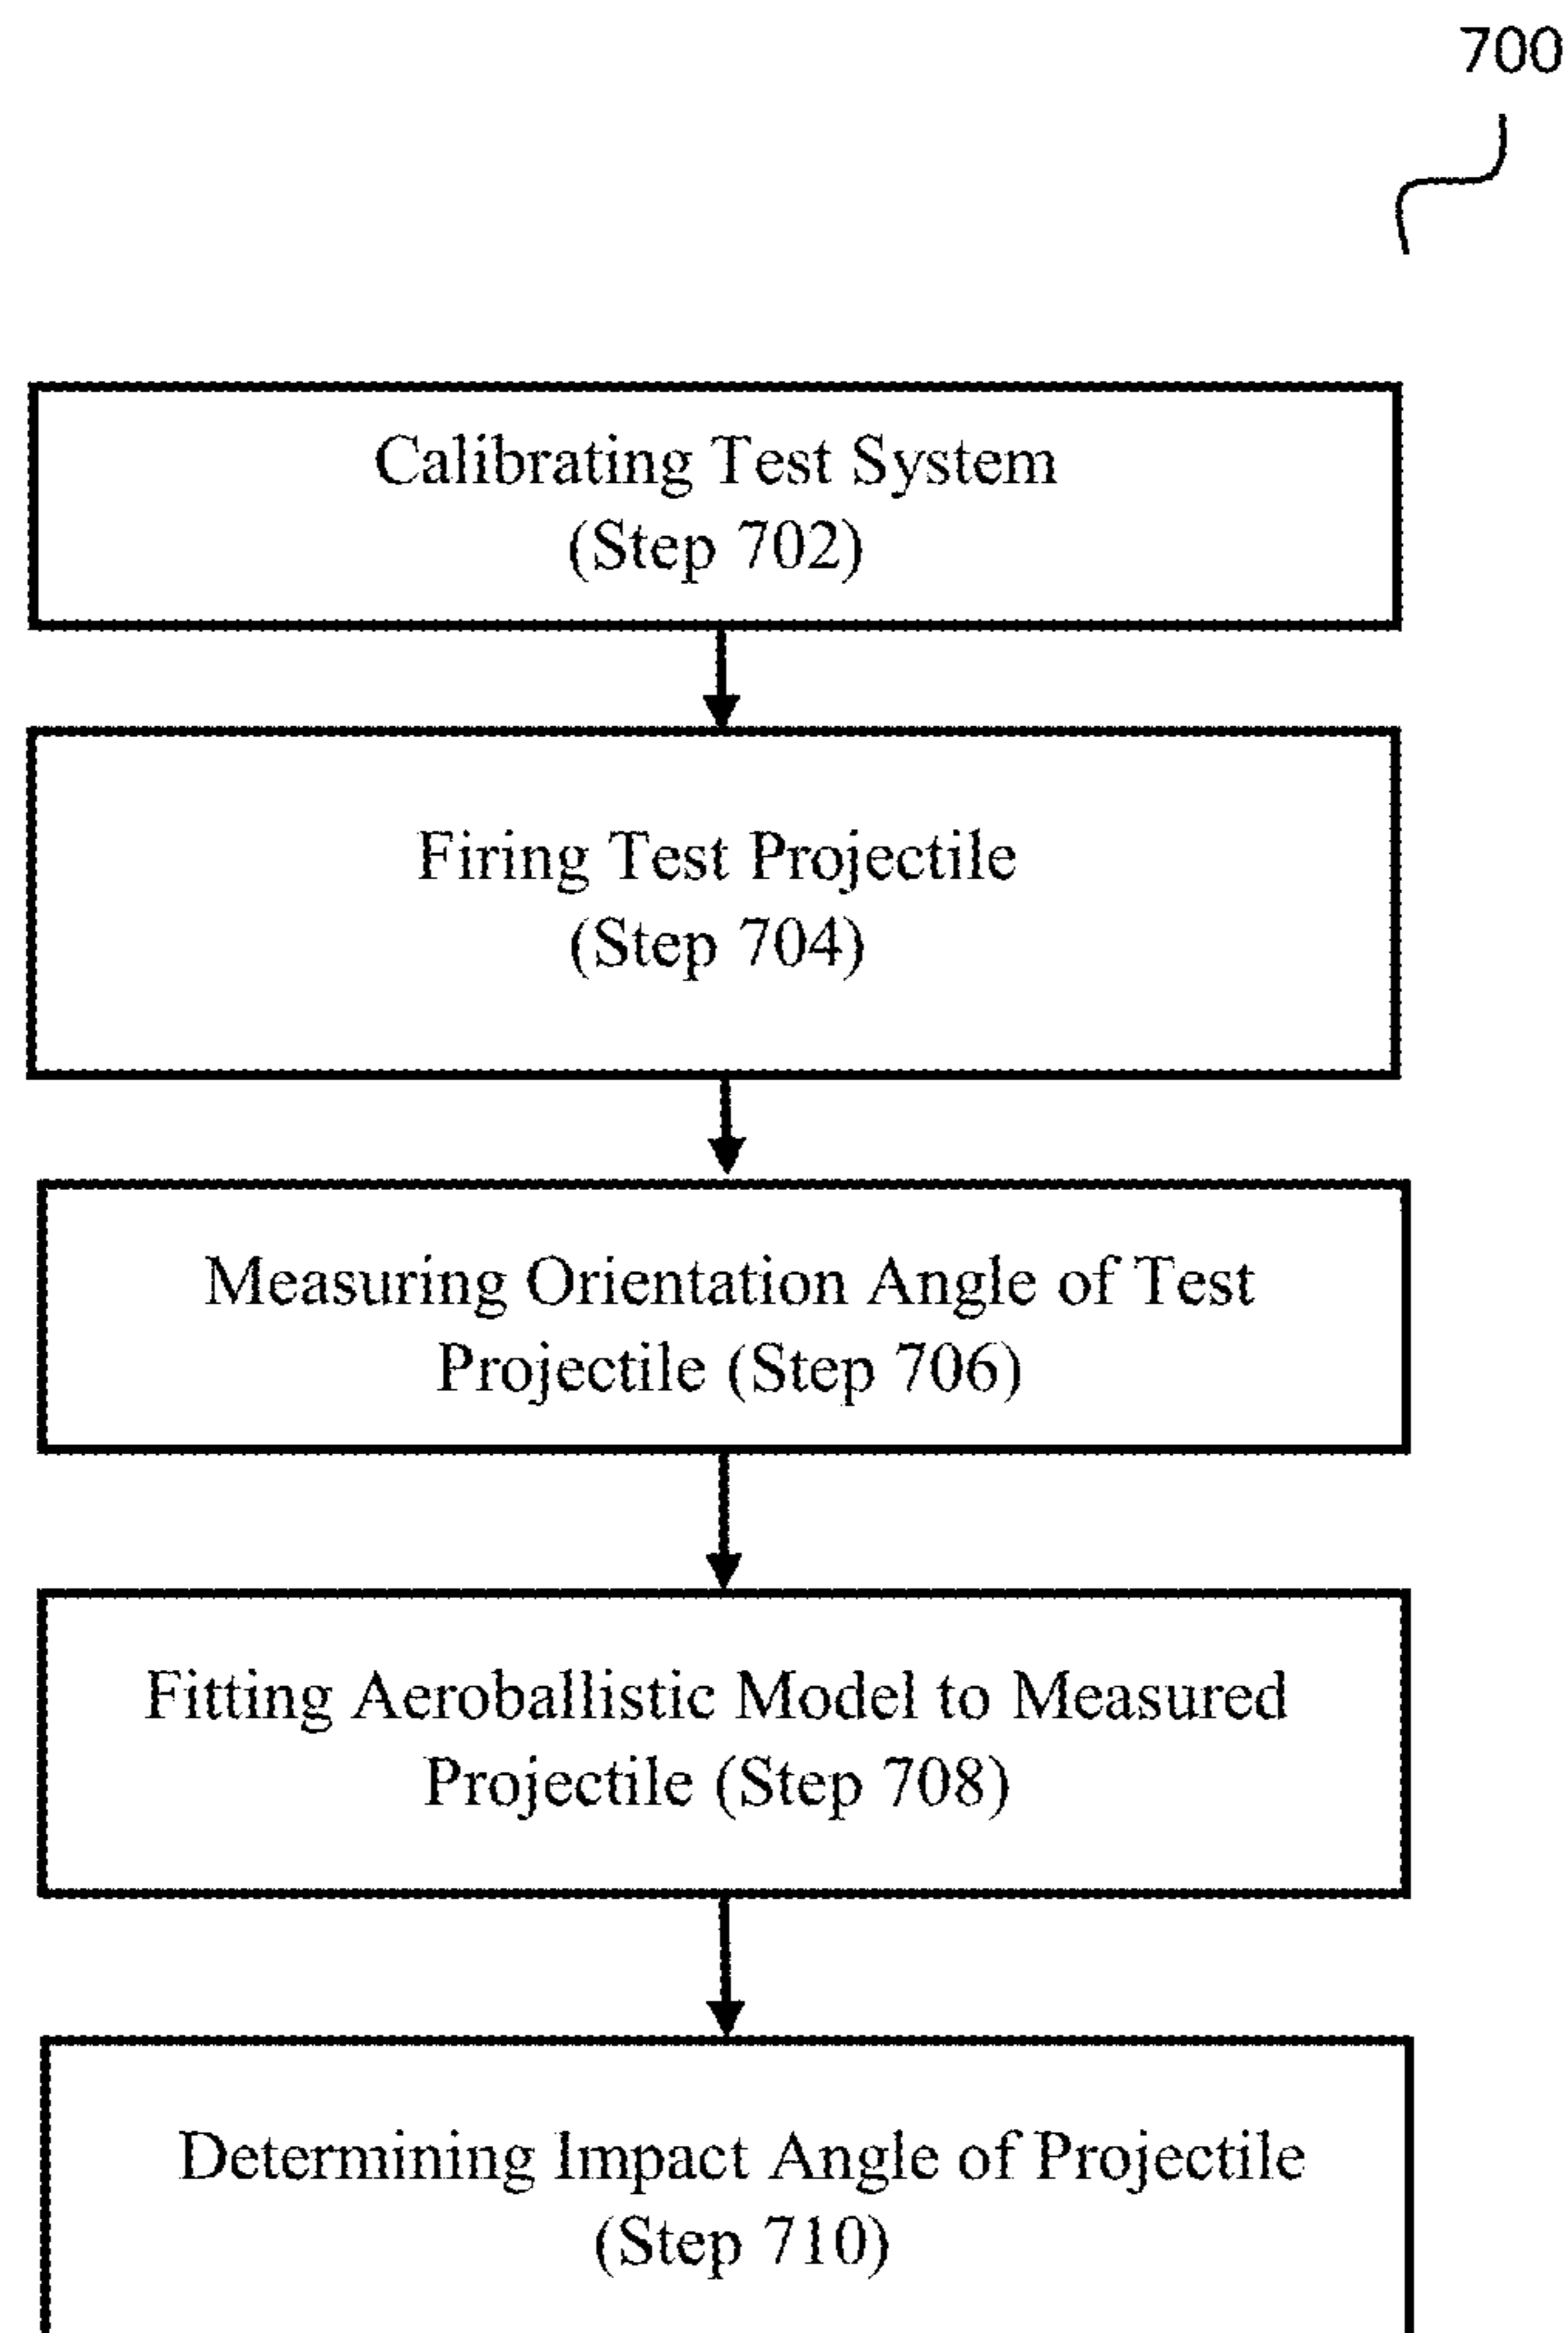 700
Calibrating Test System
(Step 702)
Firing Test Projectile
(Step 704)
Measuring Orientation Angle of Test
Projectile (Step 706)
Fitting Aeroballistic Model to Measured
Projectile (Step 708)
Determining Impact Angle of Projectile
(Step 710)